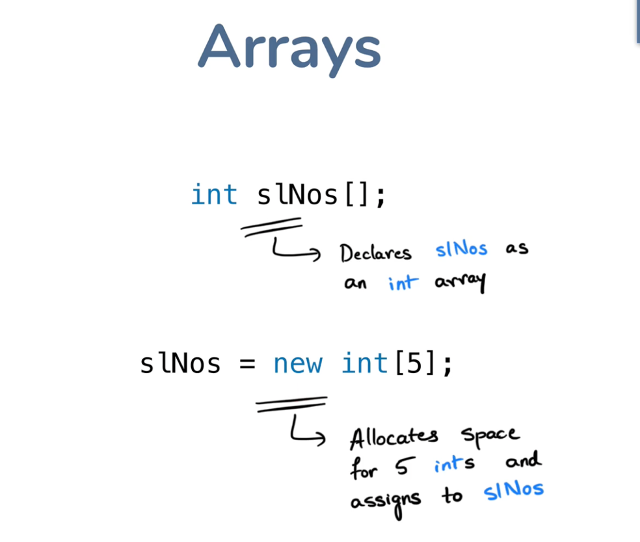 Arrays
int slNos[];
Declares slNos as
an int array
slNos = new int[5];
Allocates space
for 5 ints and
assigns to slNos